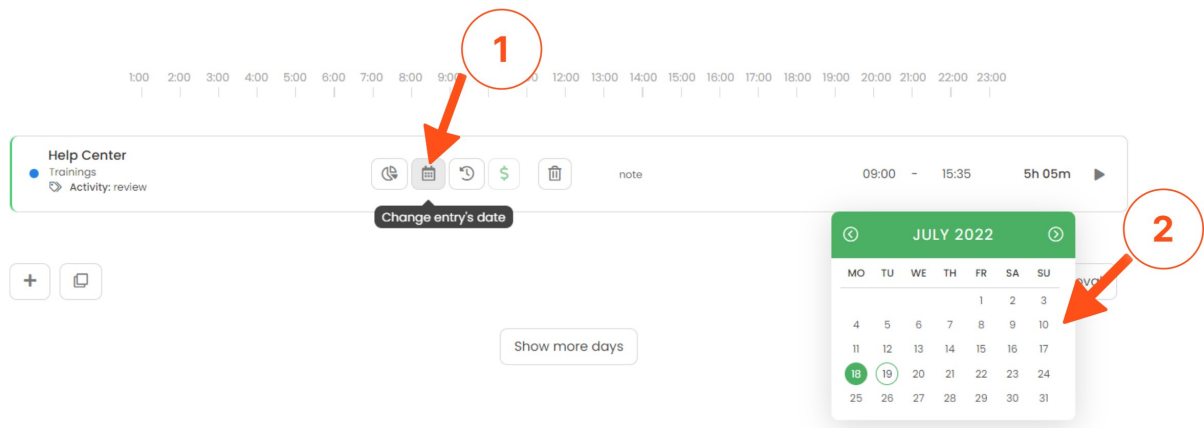 1
1:00 2:00 3:00 4:00 5:00 6:00 7:00 8:00 12:00 13:00 14:00 15:00 16:00 17:00 18:00 19:00 20:00 21:00 22:00 23:00
Help Center
Trainings
Activity: review
$
note
09:00 - 15:35
5h 05m
Change entry's date
2
JULY 2022
MO TU WE TH FR SA SU
1 2 3
4 5 6 7 8 9 10
11 12 13 14 15 16 17
18 19 20 21 22 23 24
25 26 27 28 29 30 31
+
Show more days